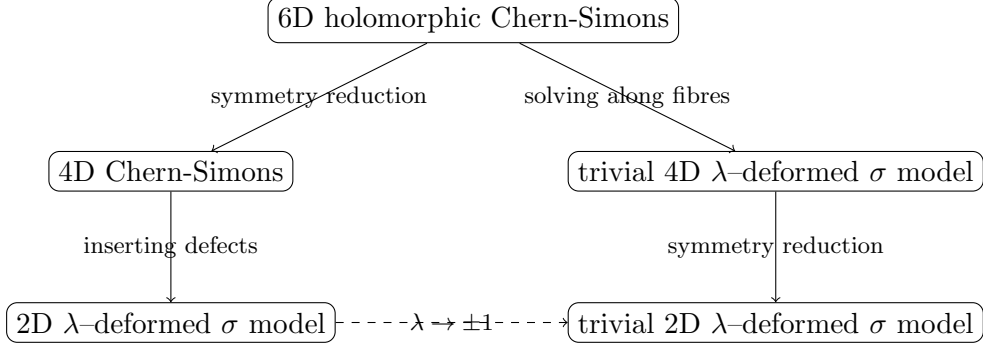 6D holomorphic Chern-Simons
symmetry reduction
solving along fibres
4D Chern-Simons
trivial 4D λ–deformed σ model
inserting defects
symmetry reduction
2D λ–deformed σ model
λ → ±1
trivial 2D λ–deformed σ model